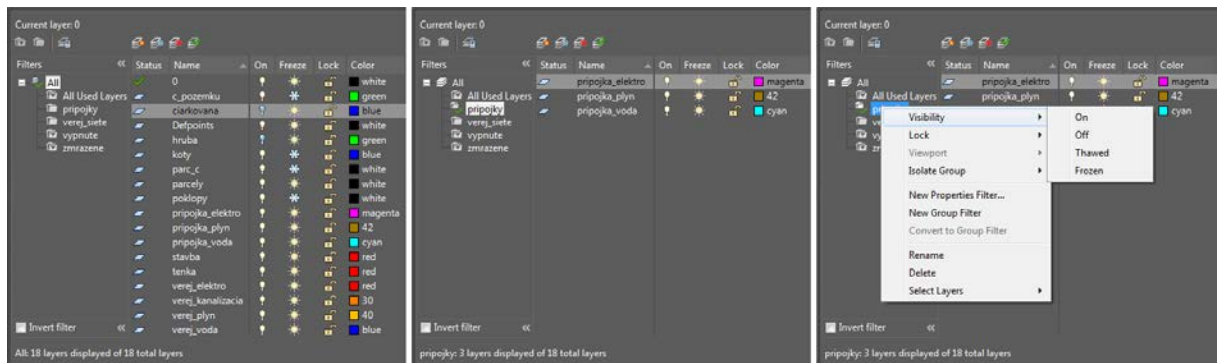 Current layer: 0
Filters
All
All Used Layers
pripojky
verej_siete
vypnute
zmrazene
Invert filter
Status Name On Freeze Lock Color
0 white
c_pozemku green
ciarkovana blue
Defpoints white
hruba green
koty blue
parc_c white
parcely white
poklopy white
pripojka_elektro magenta
pripojka_plyn 42
pripojka_voda cyan
stavba red
tenka red
verej_elektro red
verej_kanalizacia 30
verej_plyn 40
verej_voda blue
All: 18 layers displayed of 18 total layers
Current layer: 0
Filters
All
All Used Layers
pripojky
verej_siete
vypnute
zmrazene
Invert filter
Status Name On Freeze Lock Color
pripojka_elektro magenta
pripojka_plyn 42
pripojka_voda cyan
pripojky: 3 layers displayed of 18 total layers
Current layer: 0
Filters
All
All Used Layers
Invert filter
Status Name On Freeze Lock Color
pripojka_elektro magenta
pripojka_plyn 42
cyan
Visibility
Lock
Viewport
Isolate Group
New Properties Filter...
New Group Filter
Convert to Group Filter
Rename
Delete
Select Layers
On
Off
Thawed
Frozen
pripojky: 3 layers displayed of 18 total layers